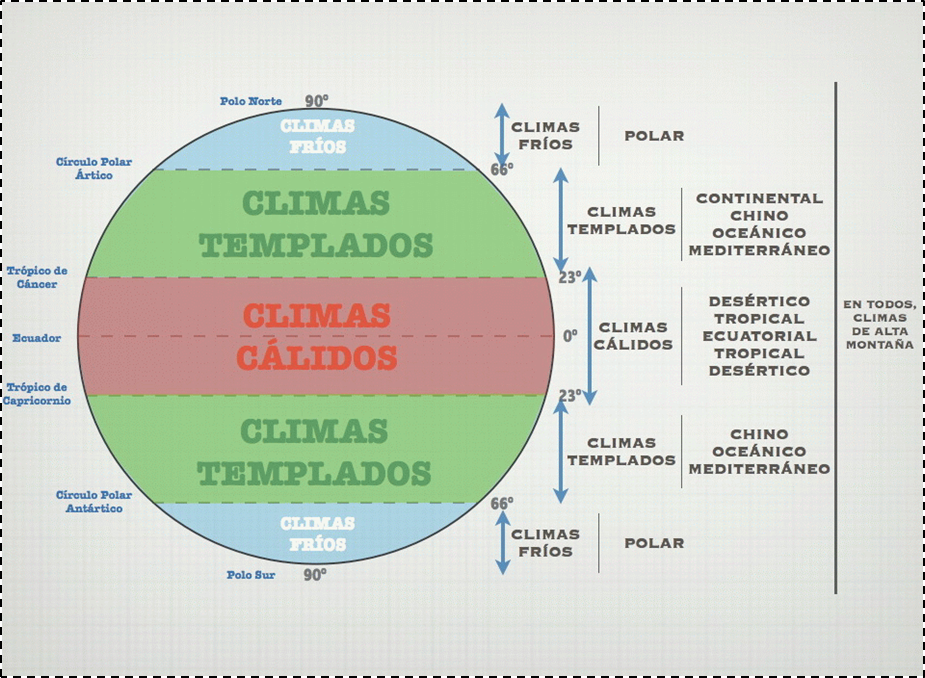 Polo Norte 90º
CLIMAS
FRÍOS
CLIMAS
FRÍOS
POLAR
Círculo Polar
Ártico
66º
CLIMAS
TEMPLADOS
CLIMAS
TEMPLADOS
CONTINENTAL
CHINO
OCEÁNICO
MEDITERRÁNEO
Trópico de
Cáncer
23º
CLIMAS
CÁLIDOS
Ecuador
0º
CLIMAS
CÁLIDOS
DESÉRTICO
TROPICAL
ECUATORIAL
TROPICAL
DESÉRTICO
EN TODOS,
CLIMAS
DE ALTA
MONTAÑA
Trópico de
Capricornio
23º
CLIMAS
TEMPLADOS
CLIMAS
TEMPLADOS
CHINO
OCEÁNICO
MEDITERRÁNEO
Círculo Polar
Antártico
66º
CLIMAS
FRÍOS
CLIMAS
FRÍOS
POLAR
Polo Sur 90º